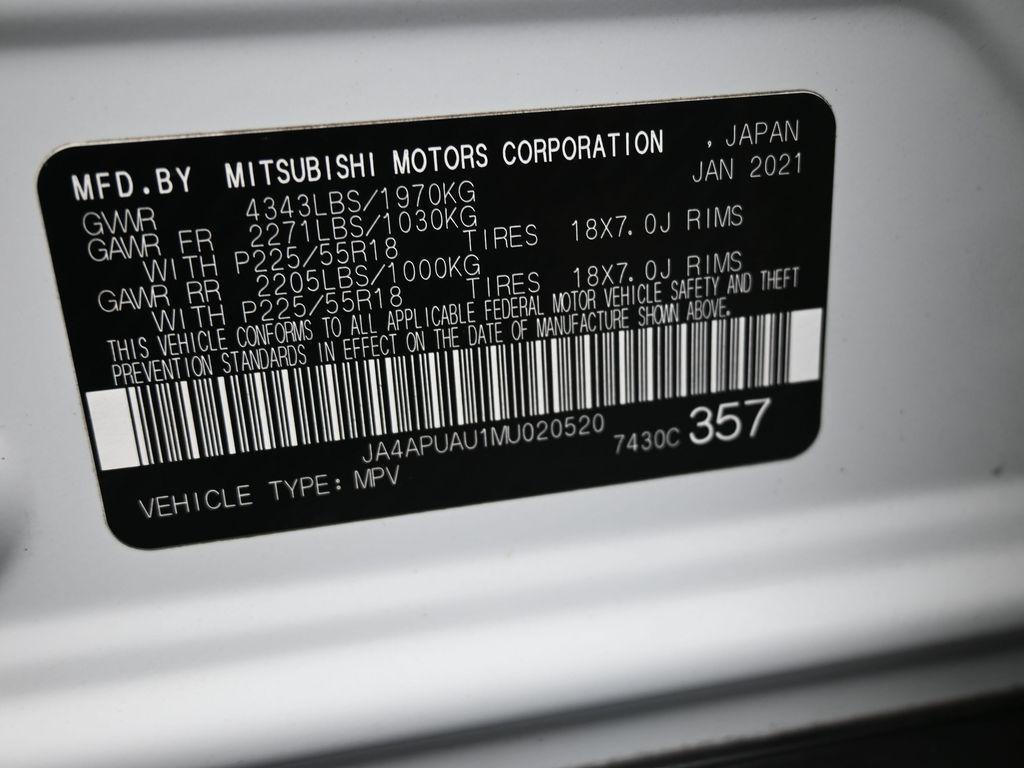 MFD.BY MITSUBISHI MOTORS CORPORATION , JAPAN
JAN 2021
GVWR 4343LBS/1970KG
GAWR FR 2271LBS/1030KG
WITH P225/55R18 TIRES 18X7.0J RIMS
GAWR RR 2205LBS/1000KG
WITH P225/55R18 TIRES 18X7.0J RIMS
THIS VEHICLE CONFORMS TO ALL APPLICABLE FEDERAL MOTOR VEHICLE SAFETY AND THEFT
PREVENTION STANDARDS IN EFFECT ON THE DATE OF MANUFACTURE SHOWN ABOVE.
JA4APUAU1MU020520 7430C 357
VEHICLE TYPE: MPV